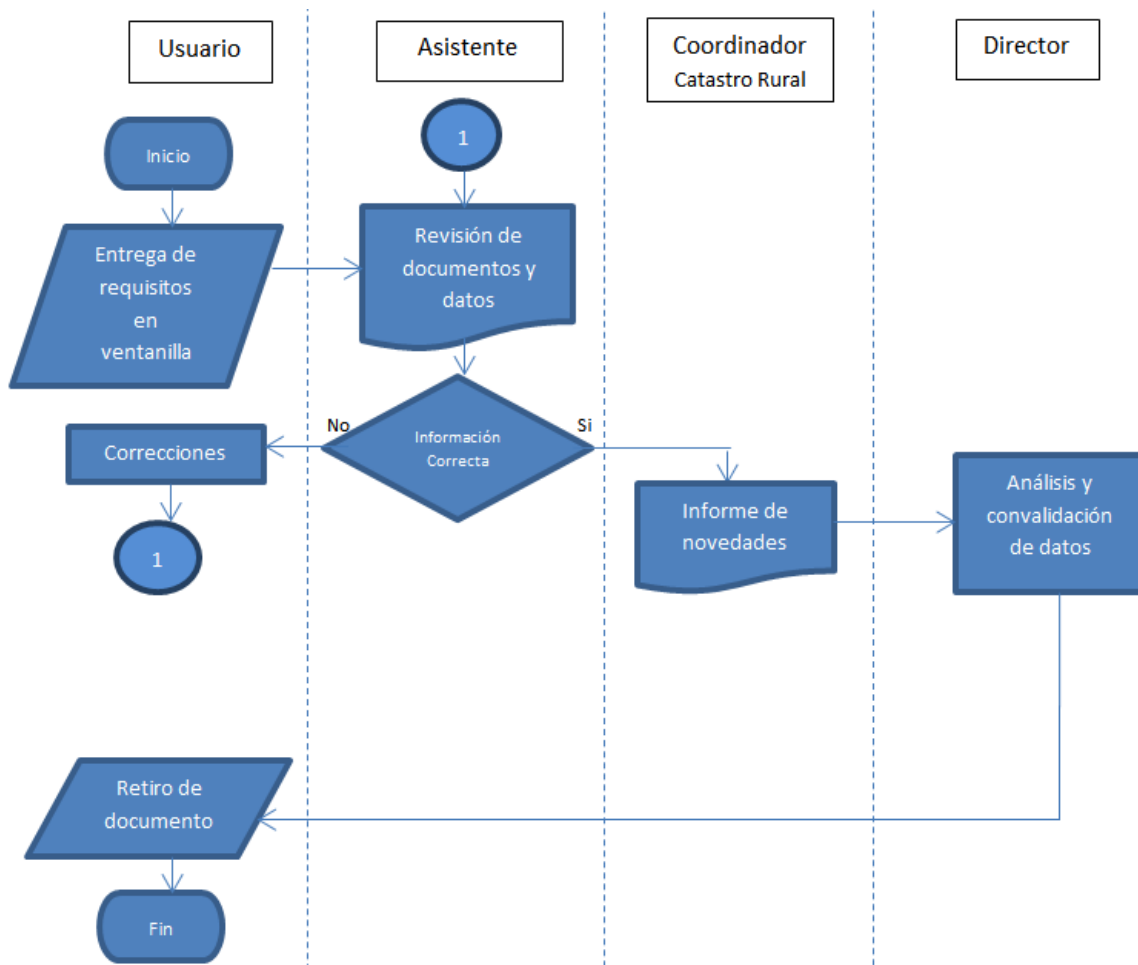 Usuario
Asistente
Coordinador
Catastro Rural
Director
Inicio
1
Entrega de
requisitos
en
ventanilla
Revisión de
documentos y
datos
No
Información
Correcta
Si
Correcciones
1
Informe de
novedades
Análisis y
convalidación
de datos
Retiro de
documento
Fin